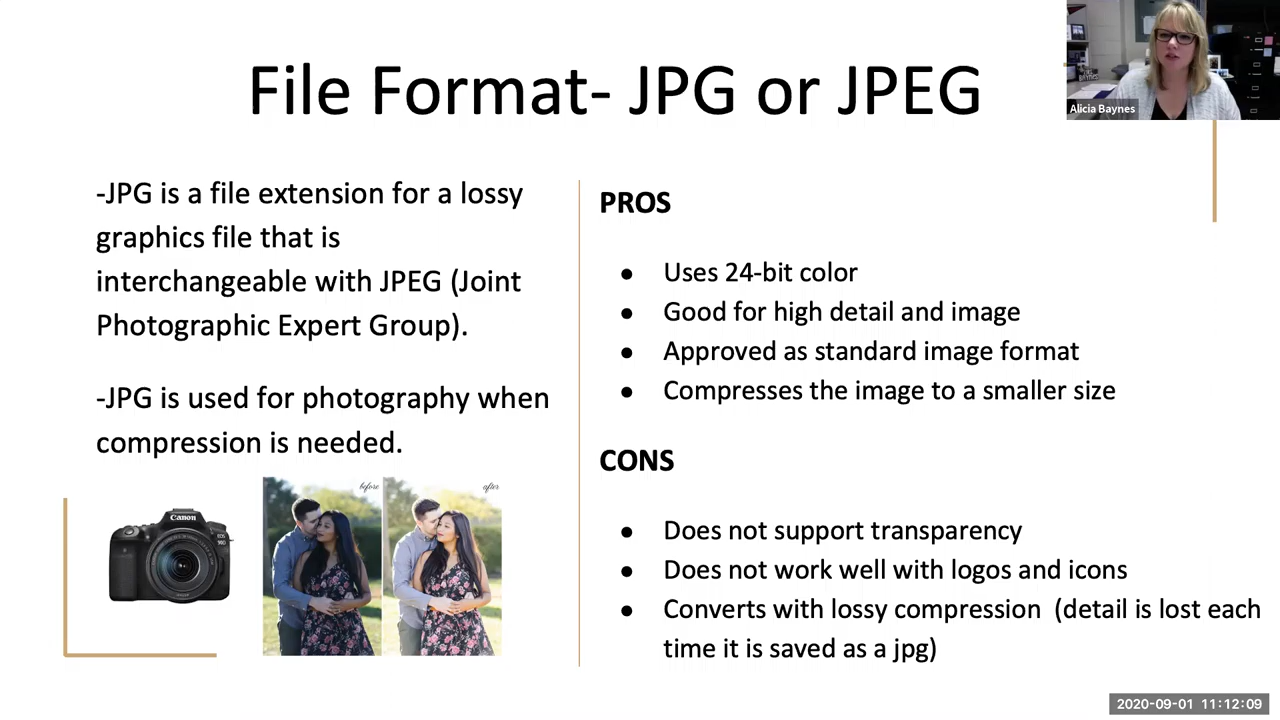 File Format- JPG or JPEG
Alicia Baynes
-JPG is a file extension for a lossy
graphics file that is
interchangeable with JPEG (Joint
Photographic Expert Group).
-JPG is used for photography when
compression is needed.
Canon
EOS
90D
before
after
PROS
● Uses 24-bit color
● Good for high detail and image
● Approved as standard image format
● Compresses the image to a smaller size
CONS
● Does not support transparency
● Does not work well with logos and icons
● Converts with lossy compression  (detail is lost each
time it is saved as a jpg)
2020-09-01 11:12:09